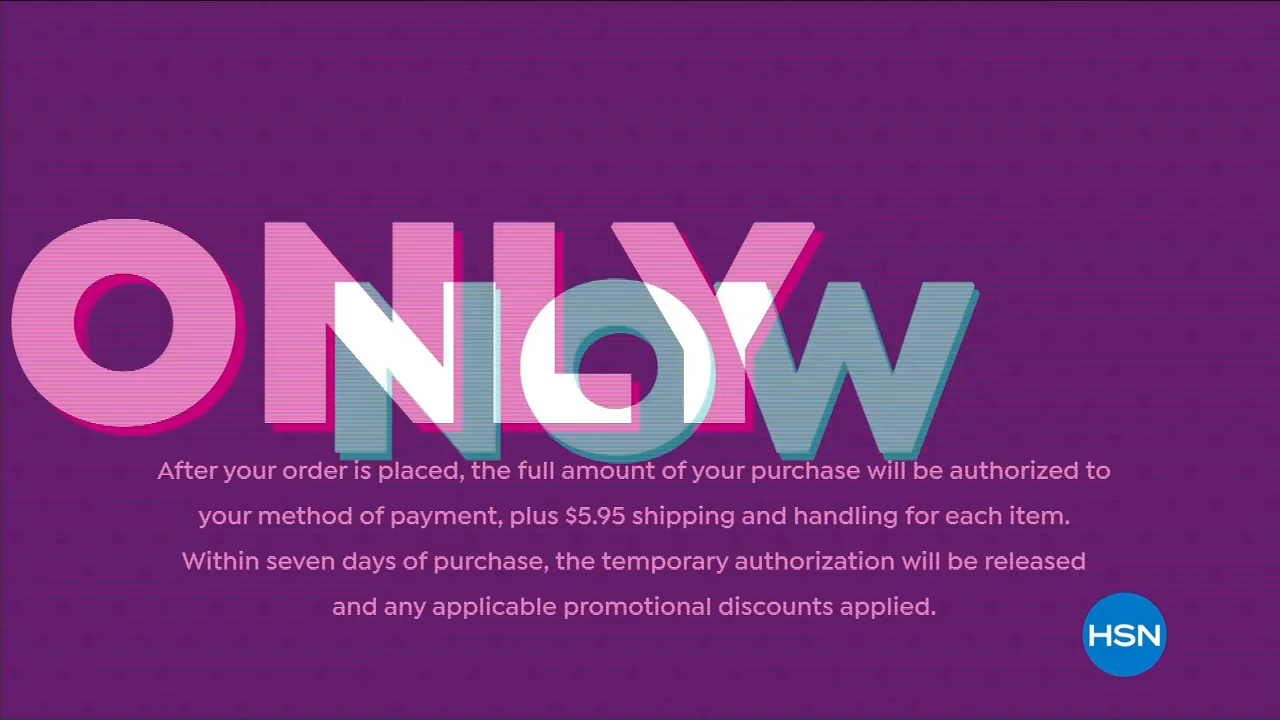 ONLY
NOW
After your order is placed, the full amount of your purchase will be authorized to
your method of payment, plus $5.95 shipping and handling for each item.
Within seven days of purchase, the temporary authorization will be released
and any applicable promotional discounts applied.
HSN